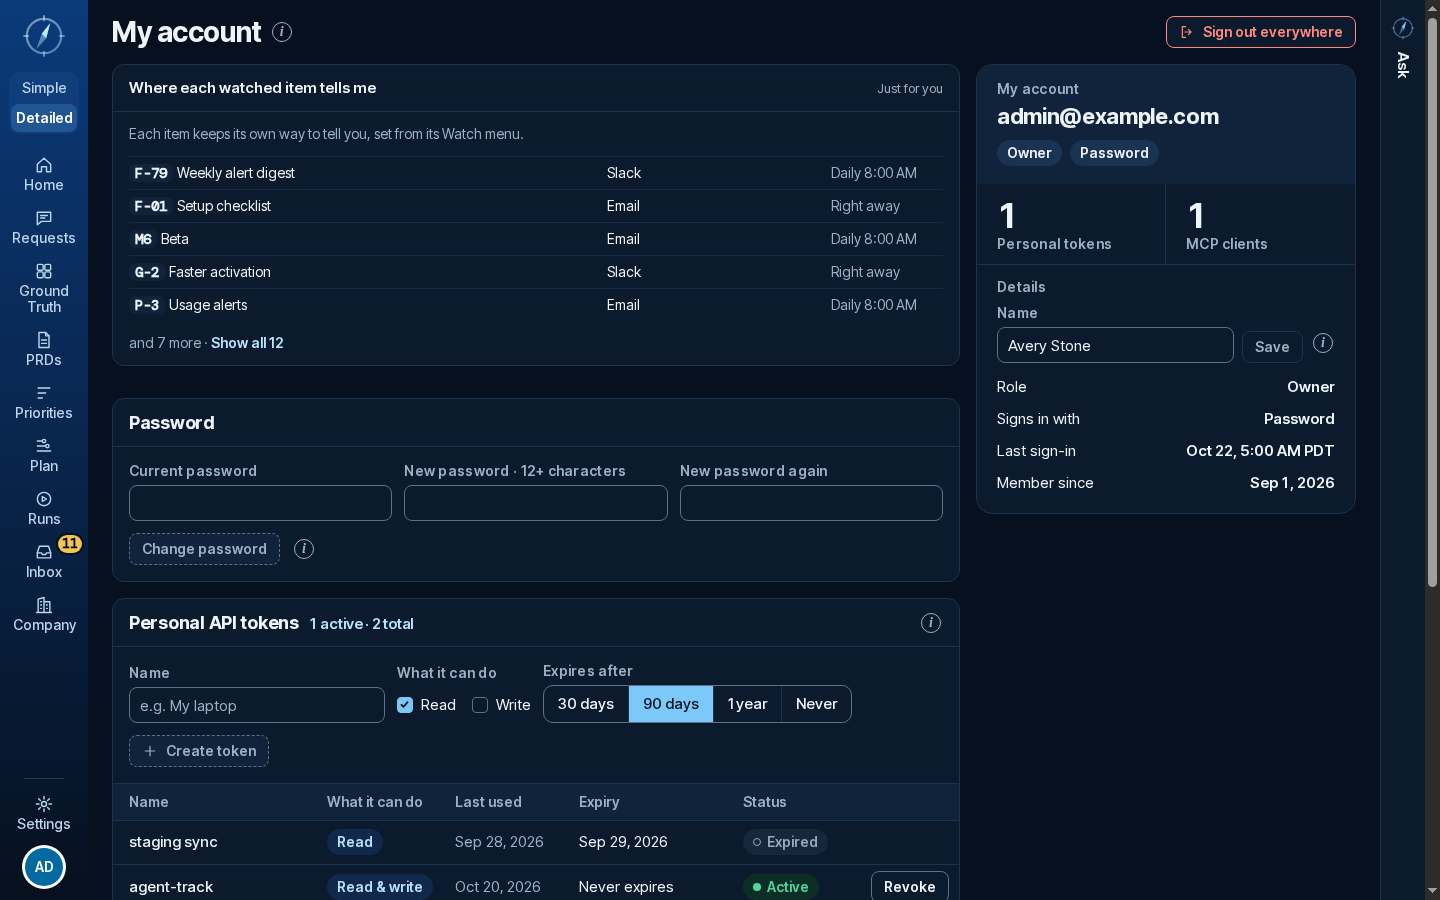 Simple
Detailed
Home
Requests
Ground
Truth
PRDs
Priorities
Plan
Runs
11
Inbox
Company
Settings
AD
My account
Sign out everywhere
Where each watched item tells me
Just for you
Each item keeps its own way to tell you, set from its Watch menu.
F-79 Weekly alert digest Slack Daily 8:00 AM
F-01 Setup checklist Email Right away
M6 Beta Email Daily 8:00 AM
G-2 Faster activation Slack Right away
P-3 Usage alerts Email Daily 8:00 AM
and 7 more · Show all 12
Password
Current password
New password · 12+ characters
New password again
Change password
i
Personal API tokens 1 active · 2 total
i
Name
What it can do
Expires after
e.g. My laptop
Read
Write
30 days
90 days
1 year
Never
+ Create token
Name What it can do Last used Expiry Status
staging sync Read Sep 28, 2026 Sep 29, 2026 Expired
agent-track Read & write Oct 20, 2026 Never expires Active Revoke
My account
admin@example.com
Owner Password
1
Personal tokens
1
MCP clients
Details
Name
Avery Stone
Save
i
Role Owner
Signs in with Password
Last sign-in Oct 22, 5:00 AM PDT
Member since Sep 1, 2026
Ask